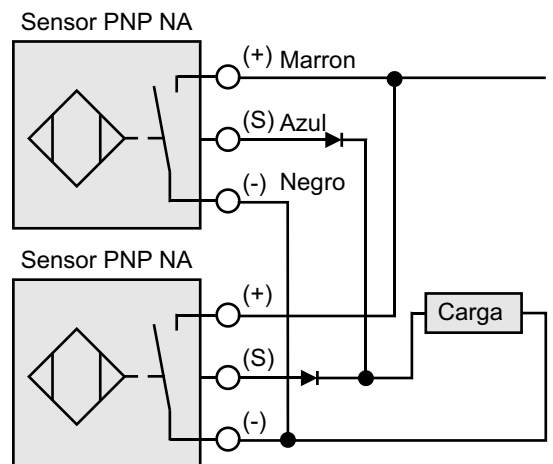 Sensor PNP NA
(+) Marron
(S) Azul
(-) Negro
Sensor PNP NA
(+)
(S)
(-)
Carga